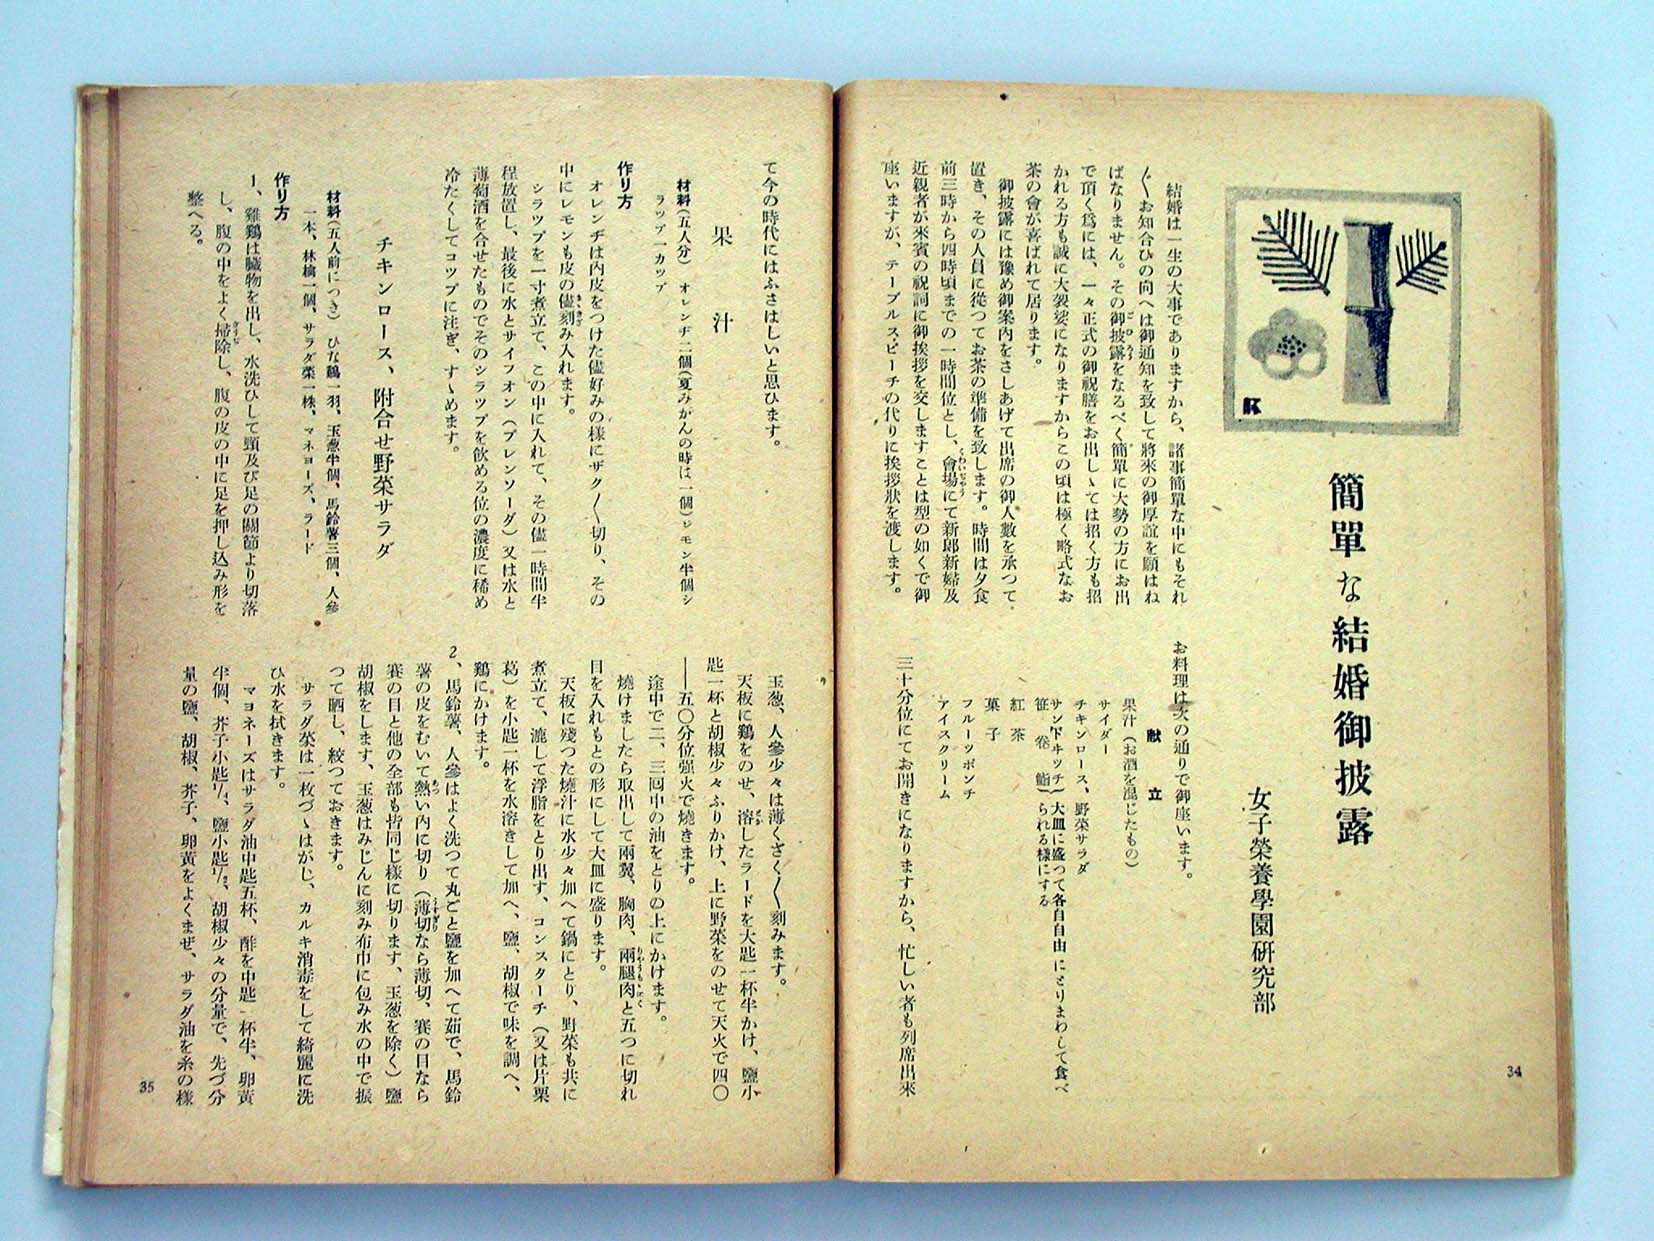 簡單な結婚御披露
女子榮養學園研究部
結婚は一生の大事でありますから、諸事簡單な中にもそれ
〴〵お知合ひの向へは御通知を致して將來の御厚誼を願はね
ばなりません。その御披露をなるべく簡單に大勢の方にお出
で頂く爲には、一々正式の御祝膳をお出しゝては招く方も招
かれる方も誠に大袈裟になりますからこの頃は極く略式なお
茶の會が喜ばれて居ります。
御披露には豫め御案内をさしあげて出席の御人數を承つて
置き、その人員に從つてお茶の準備を致します。時間は夕食
前三時から四時頃までの一時間位とし、會場にて新郎新婦及
近親者が來賓の祝詞に御挨拶を交しますことは型の如くで御
座いますが、テーブルスピーチの代りに挨拶狀を渡します。
お料理は次の通りで御座います。
献立
果汁（お酒を混じたもの）
サイダー
チキンロース、野菜サラダ
サンドヰッチ
笹卷鮨
大皿に盛つて各自自由にとりまわして食べ
られる樣にする
紅茶
菓子
フルーツポンチ
アイスクリーム
三十分位にてお開きになりますから、忙しい者も列席出來
34
て今の時代にはふさはしいと思ひます。
果汁
材料（五人分）オレンヂ二個（夏みかんの時は一個）レモン半個シ
ラップ一カップ
作り方
オレンヂは内皮をつけた儘好みの樣にザク〳〵切り、その
中にレモンも皮の儘刻み入れます。
シラップを一寸煮立て、この中に入れて、その儘一時間半
程放置し、最後に水とサイフオン（プレンソーダ）又は水と
薄葡酒を合せたものでそのシラップを飮める位の濃度に稀め
冷たくしてコップに注ぎ、すゝめます。
チキンロース、附合せ野菜サラダ
材料（五人前につき）ひな鷄一羽、玉葱半個、馬鈴薯三個、人參
一本、林檎一個、サラダ菜一株、マネヨーズ、ラード
作り方
1、雞鷄は臟物を出し、水洗ひして頸及び足の關節より切落
し、腹の中をよく掃除し、腹の皮の中に足を押し込み形を
整へる。
玉葱、人參少々は薄くざく〳〵刻みます。
天板に鷄をのせ、溶したラードを大匙一杯半かけ、鹽小
匙一杯と胡椒少々ふりかけ、上に野菜をのせて天火で四〇
――五〇分位強火で燒きます。
途中で二、三囘中の油をとりの上にかけます。
燒けましたら取出して兩翼、胸肉、兩腿肉と五つに切れ
目を入れもとの形にして大皿に盛ります。
天板に殘つた燒汁に水少々加へて鍋にとり、野菜も共に
煮立て、漉して浮脂をとり出す、コンスターチ（又は片栗
葛）を小匙一杯を水溶きして加へ、鹽、胡椒で味を調へ、
鷄にかけます。
2、馬鈴薯、人參はよく洗つて丸ごと鹽を加へて茹で、馬鈴
薯の皮をむいて熱い内に切り（薄切なら薄切、賽の目なら
賽の目と他の全部も皆同じ樣に切ります、玉葱を除く）鹽
胡椒をします、玉葱はみじんに刻み布巾に包み水の中で振
つて晒し、絞つておきます。
サラダ菜は一枚づゝはがし、カルキ消毒をして綺麗に洗
ひ水を拭きます。
マヨネーズはサラダ油中匙五杯、酢を中匙一杯半、卵黃
半個、芥子小匙1/4、鹽小匙1/2、胡椒少々の分量で、先づ分
量の鹽、胡椒、芥子、卵黃をよくまぜ、サラダ油を糸の樣
35